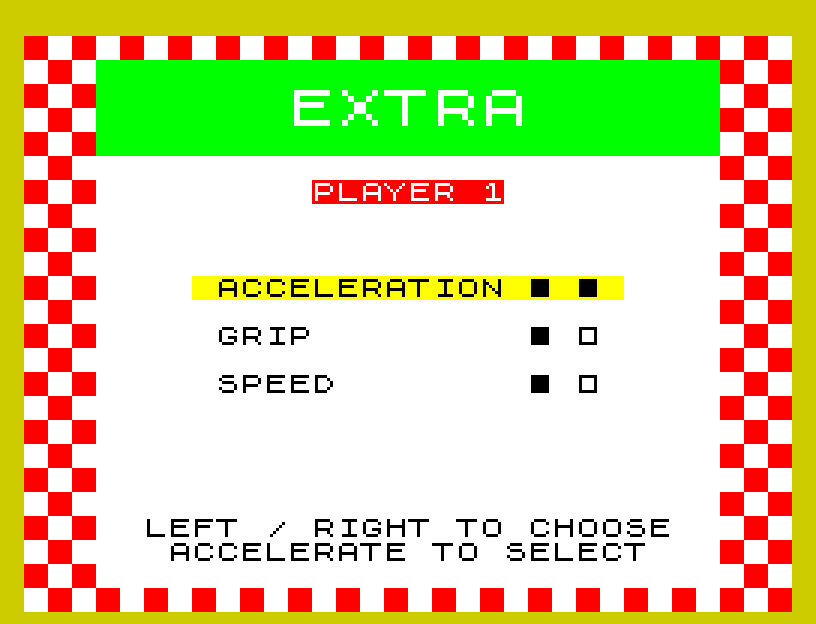 EXTRA
PLAYER 1
ACCELERATION
GRIP
SPEED
LEFT / RIGHT TO CHOOSE
ACCELERATE TO SELECT